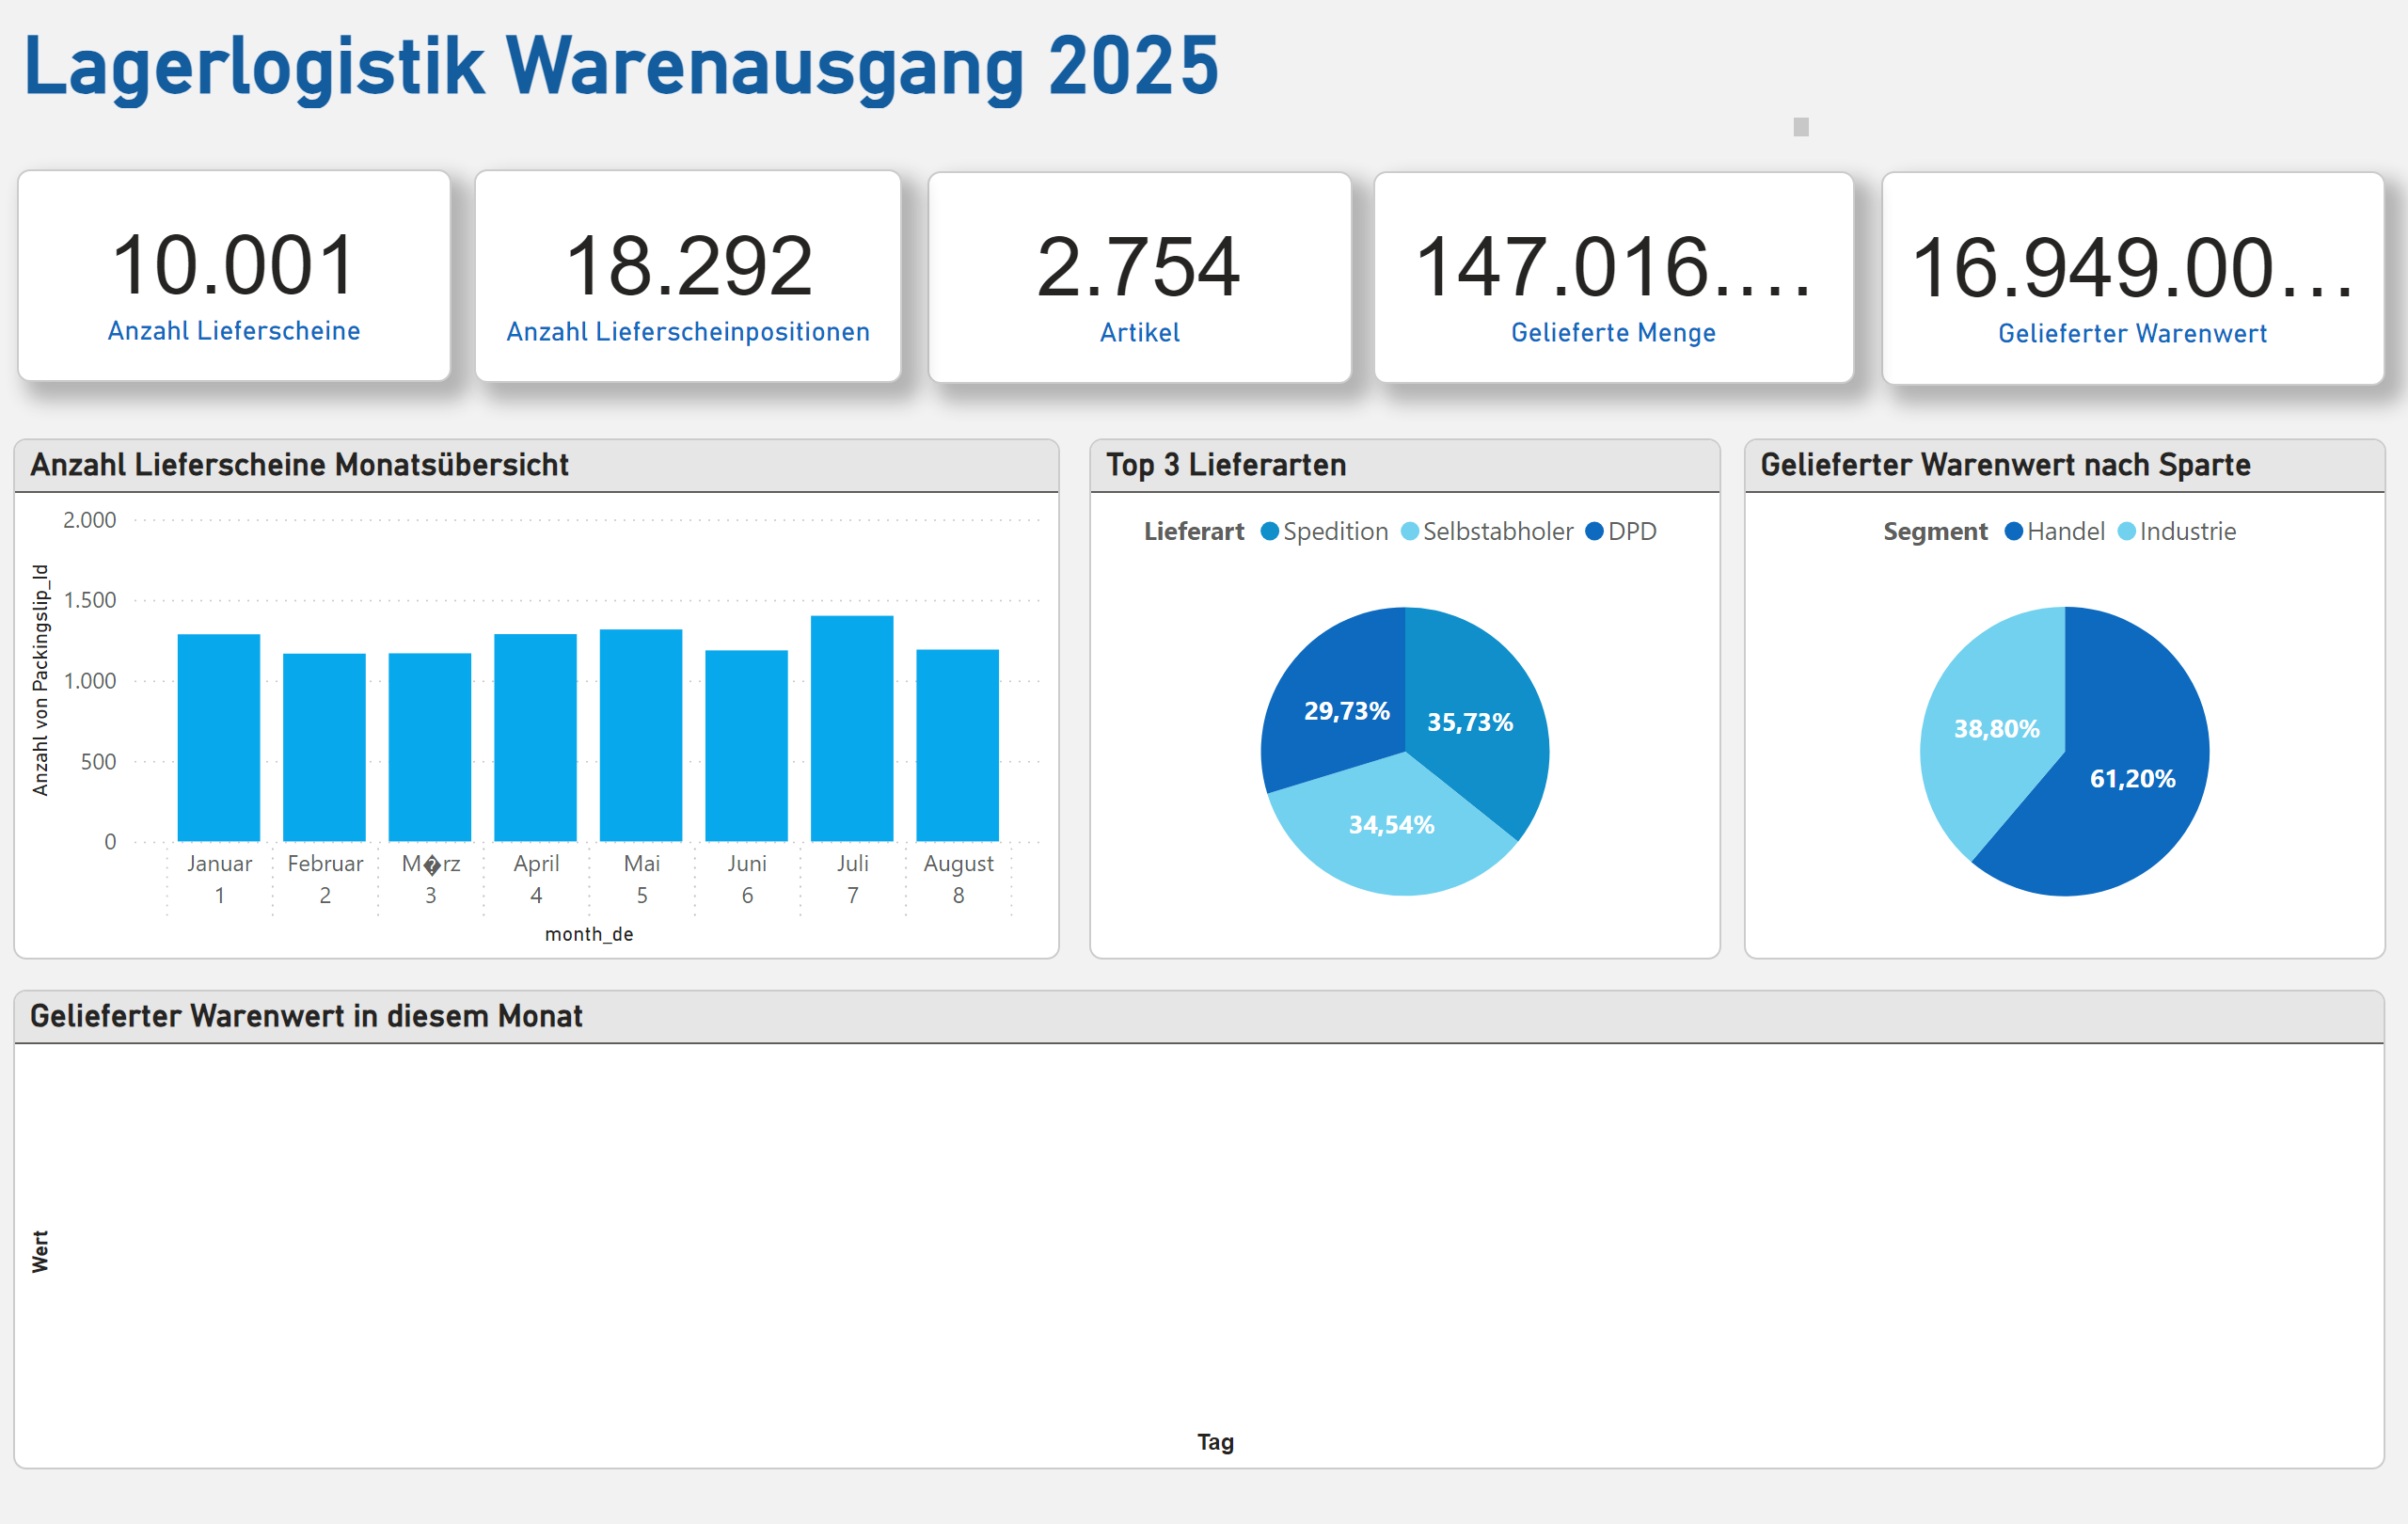 Lagerlogistik Warenausgang 2025
10.001
Anzahl Lieferscheine
18.292
Anzahl Lieferscheinpositionen
2.754
Artikel
147.016....
Gelieferte Menge
16.949.00...
Gelieferter Warenwert
Anzahl Lieferscheine Monatsübersicht
Anzahl von Packingslip_Id
2.000
1.500
1.000
500
0
Januar Februar M�rz April Mai Juni Juli August
1 2 3 4 5 6 7 8
month_de
Top 3 Lieferarten
Lieferart Spedition Selbstabholer DPD
29,73%
35,73%
34,54%
Gelieferter Warenwert nach Sparte
Segment Handel Industrie
38,80%
61,20%
Gelieferter Warenwert in diesem Monat
Wert
Tag